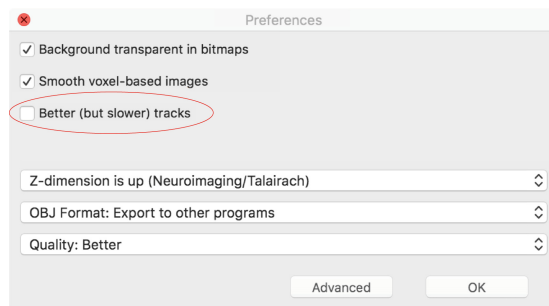 Preferences
Background transparent in bitmaps
Smooth voxel-based images
Better (but slower) tracks
Z-dimension is up (Neuroimaging/Talairach)
OBJ Format: Export to other programs
Quality: Better
Advanced OK